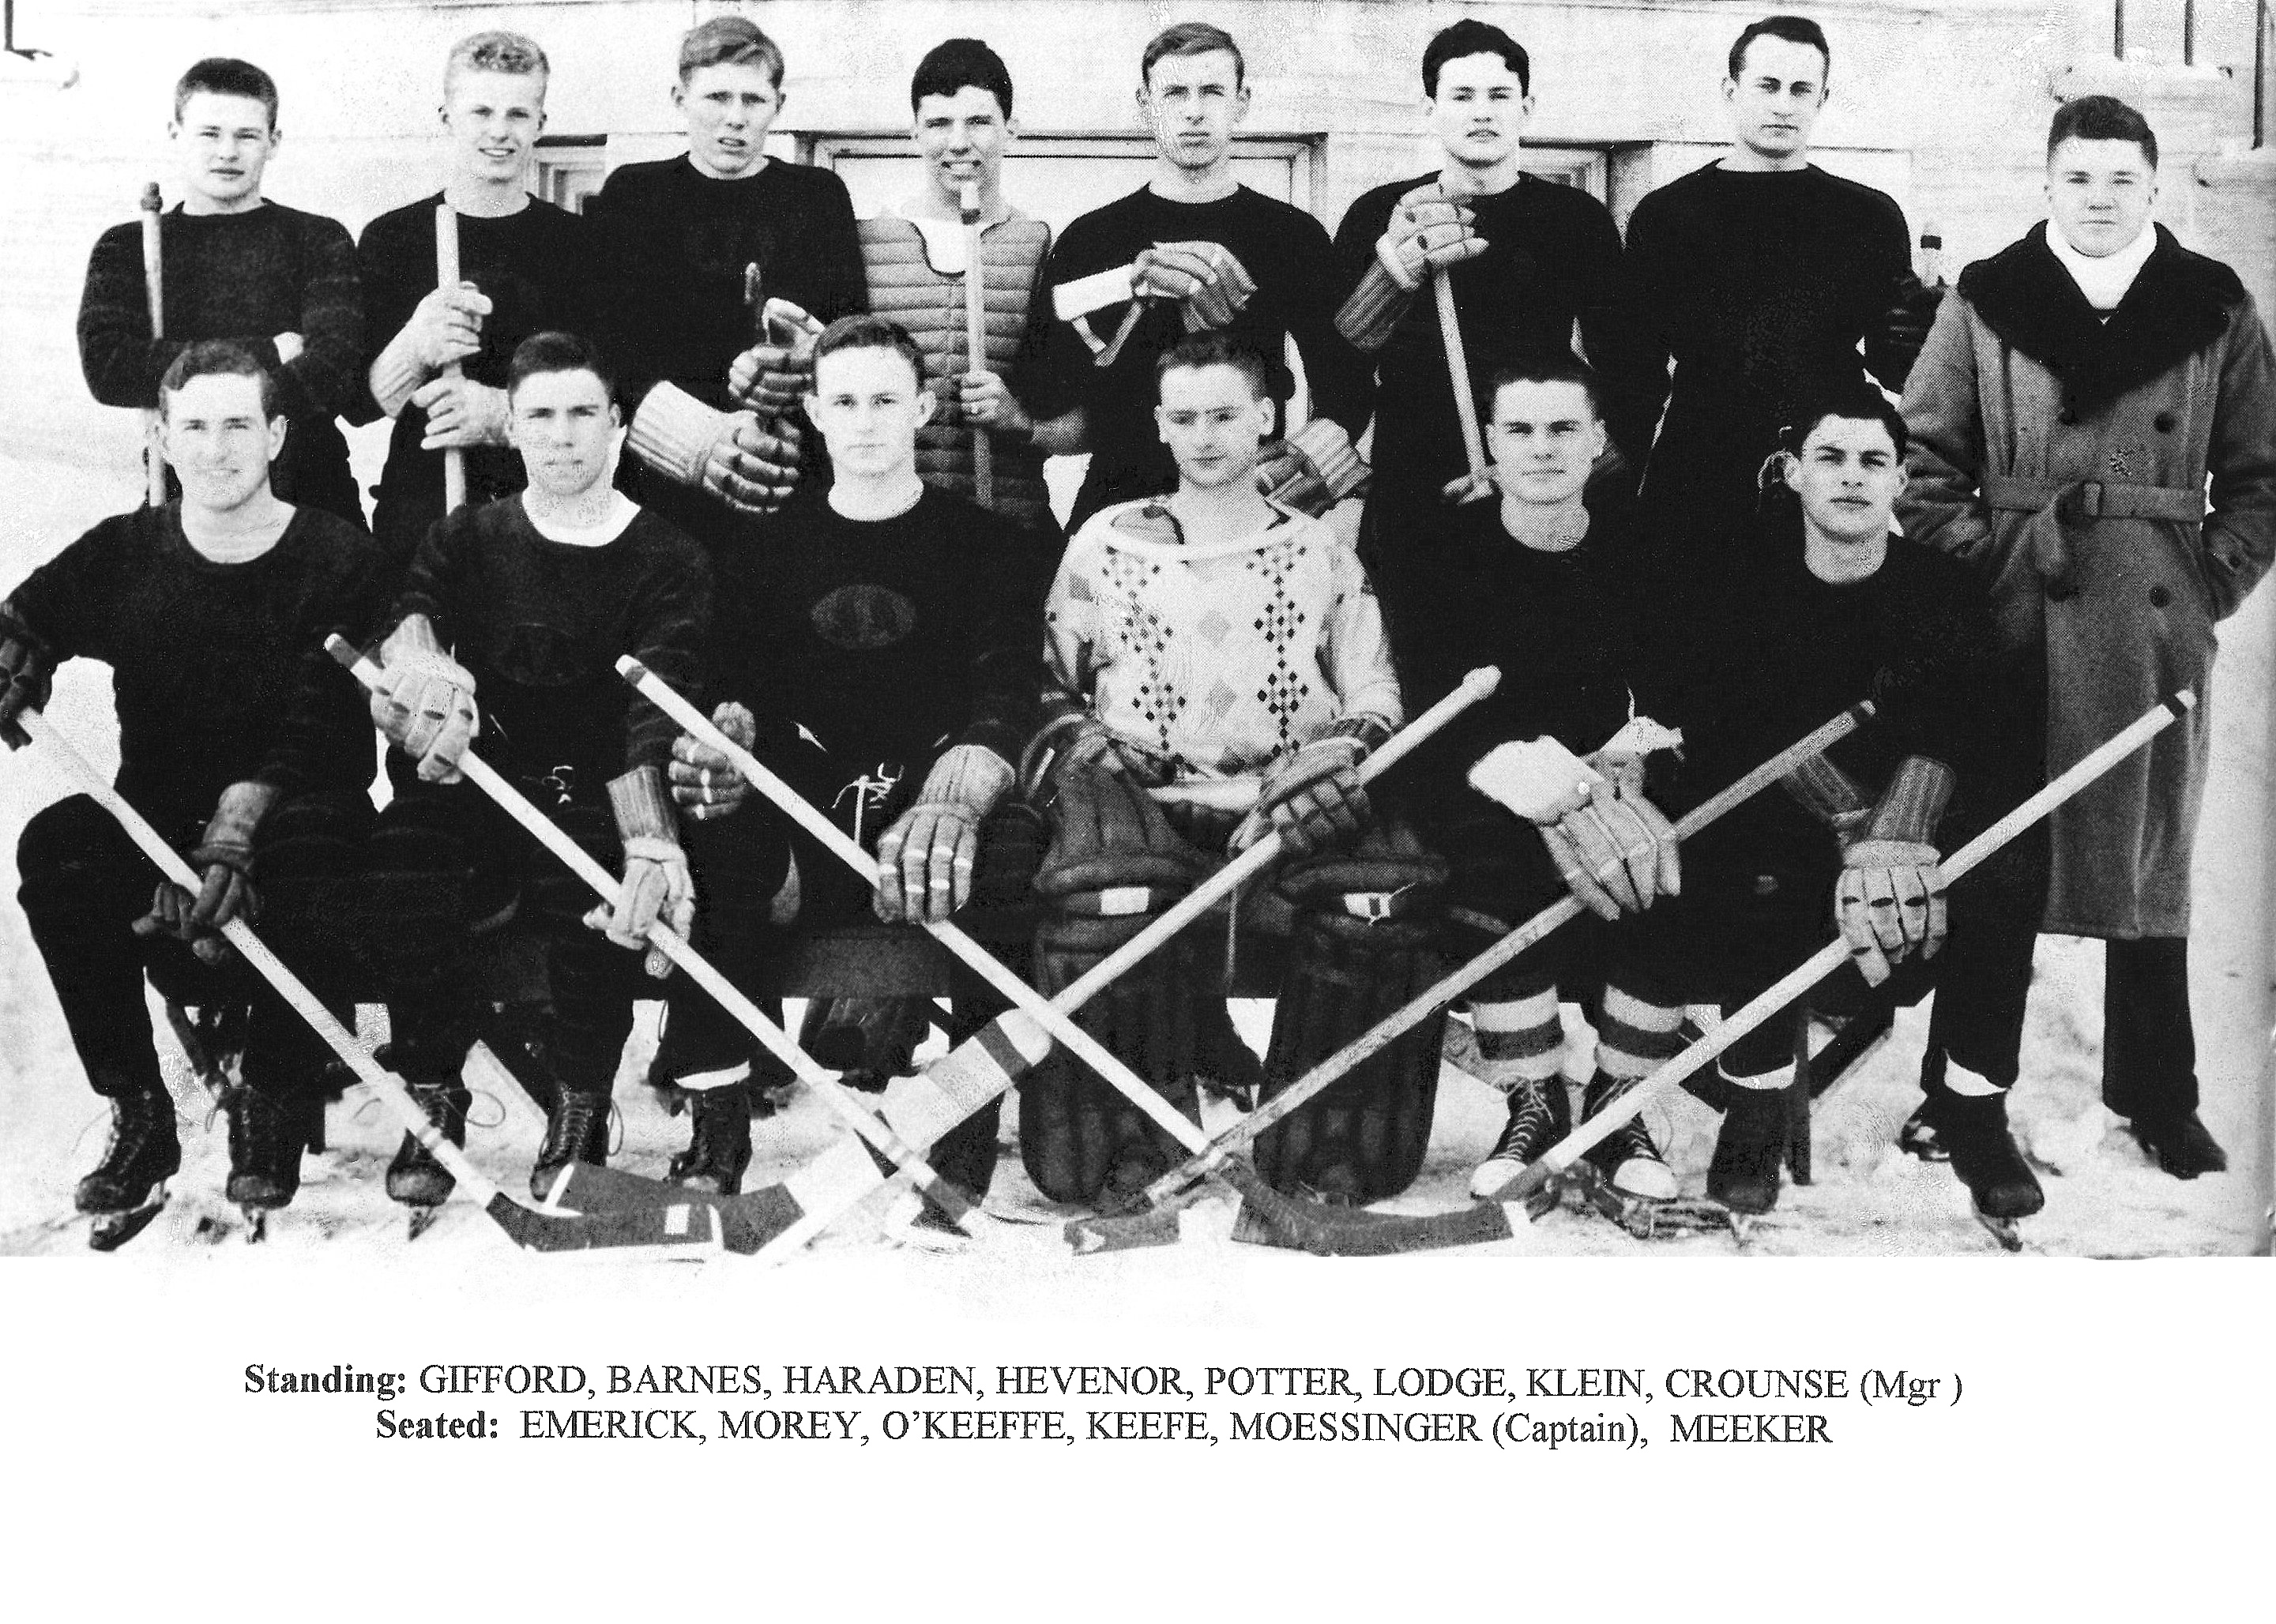 Standing: GIFFORD, BARNES, HARADEN, HEVENOR, POTTER, LODGE, KLEIN, CROUNSE (Mgr )
Seated: EMERICK, MOREY, O'KEEFFE, KEEFE, MOESSINGER (Captain), MEEKER